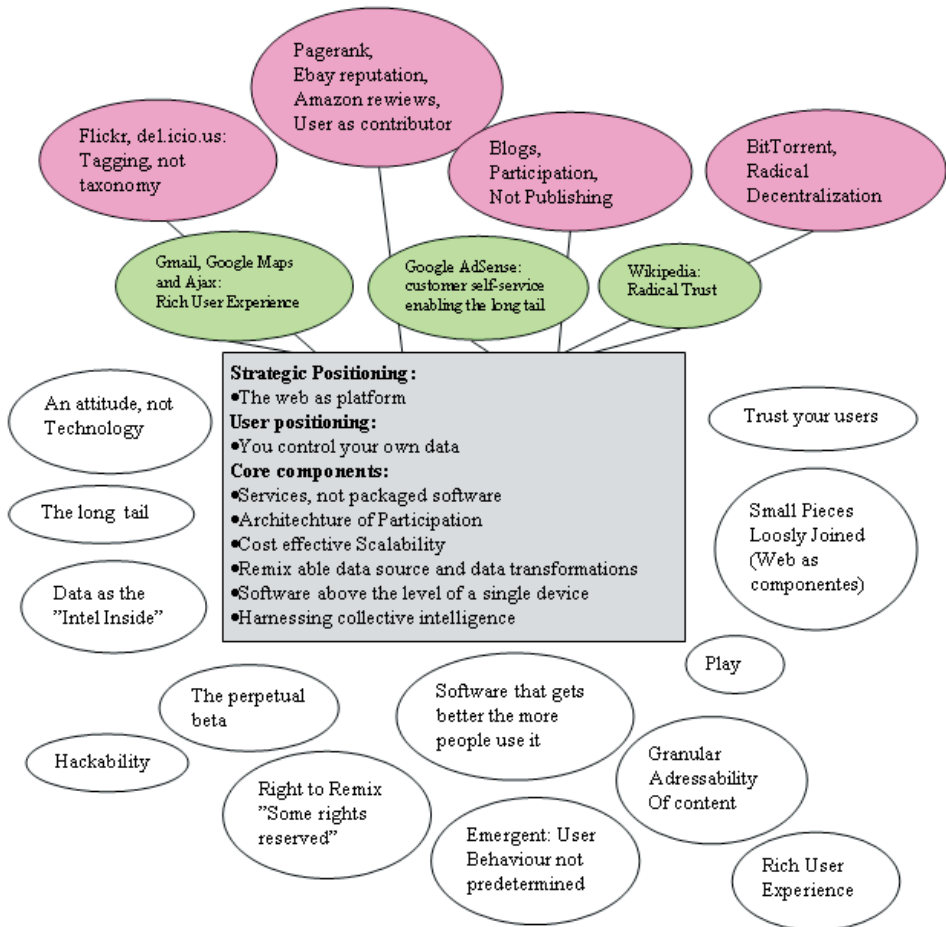 Pagerank,
Ebay reputation,
Amazon rewiews,
User as contributor
Flickr, del.icio.us:
Tagging, not
taxonomy
Blogs,
Participation,
Not Publishing
BitTorrent,
Radical
Decentralization
Gmail, Google Maps
and Ajax:
Rich User Experience
Google AdSense:
customer self-service
enabling the long tail
Wikipedia:
Radical Trust
Strategic Positioning:
•The web as platform
User positioning:
•You control your own data
Core components:
•Services, not packaged software
•Architechture of Participation
•Cost effective Scalability
•Remix able data source and data transformations
•Software above the level of a single device
•Harnessing collective intelligence
An attitude, not
Technology
The long tail
Data as the
”Intel Inside”
Trust your users
Small Pieces
Loosly Joined
(Web as
componentes)
Play
The perpetual
beta
Software that gets
better the more
people use it
Hackability
Right to Remix
”Some rights
reserved”
Granular
Adressability
Of content
Emergent: User
Behaviour not
predetermined
Rich User
Experience